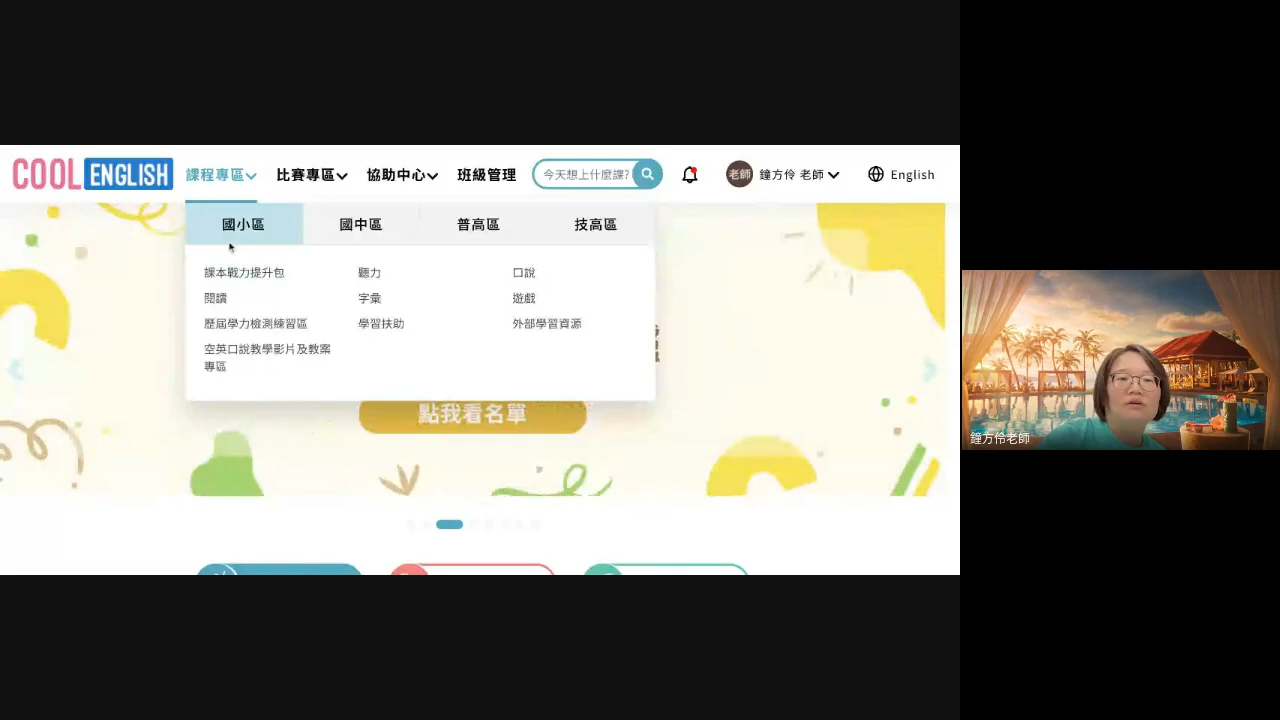 COOL ENGLISH
課程專區
比賽專區
協助中心
班級管理
今天想上什麼課?
老師
鐘方伶 老師
English
國小區
國中區
普高區
技高區
課本戰力提升包
聽力
口說
閱讀
字彙
遊戲
歷屆學力檢測練習區
學習扶助
外部學習資源
空英口說教學影片及教案
專區
點我看名單
鐘方伶老師